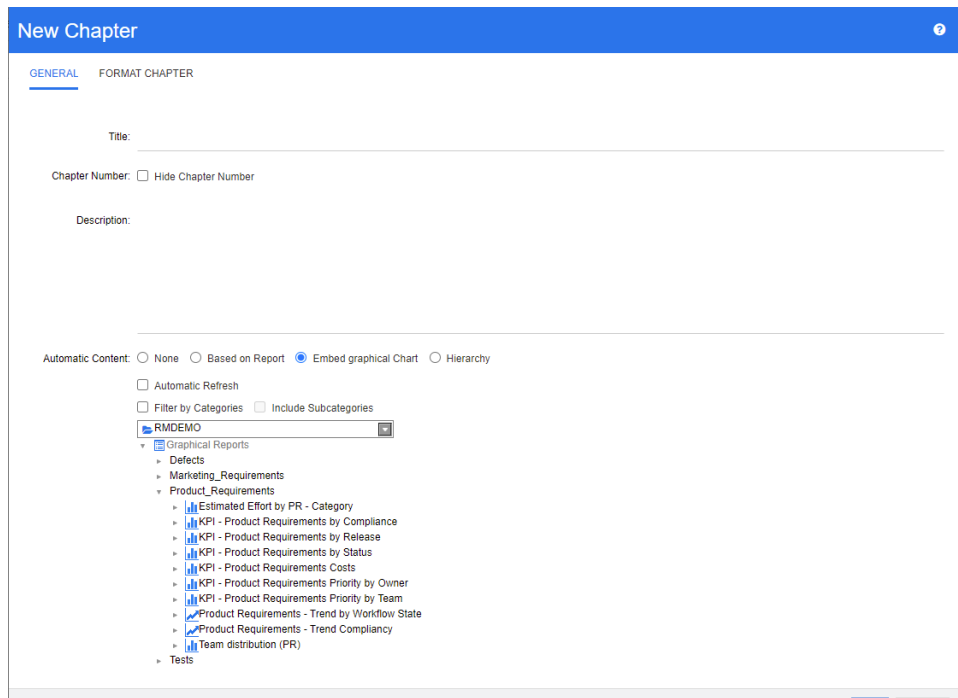 New Chapter
?
GENERAL FORMAT CHAPTER
Title:
Chapter Number: Hide Chapter Number
Description:
Automatic Content: None Based on Report Embed graphical Chart Hierarchy
Automatic Refresh
Filter by Categories Include Subcategories
RMDEMO
Graphical Reports
Defects
Marketing_Requirements
Product_Requirements
Estimated Effort by PR - Category
KPI - Product Requirements by Compliance
KPI - Product Requirements by Release
KPI - Product Requirements by Status
KPI - Product Requirements Costs
KPI - Product Requirements Priority by Owner
KPI - Product Requirements Priority by Team
Product Requirements - Trend by Workflow State
Product Requirements - Trend Compliancy
Team distribution (PR)
Tests